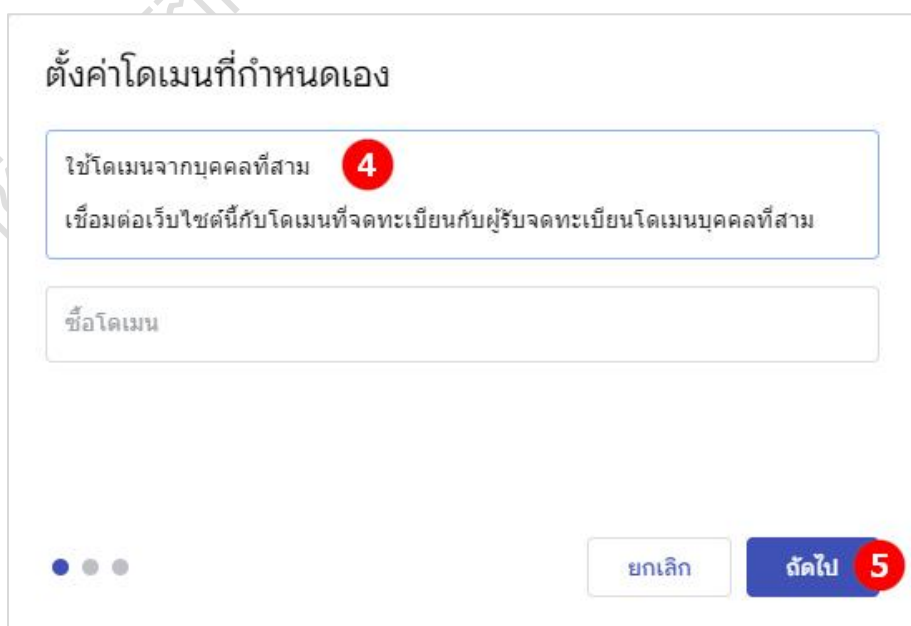 ตั้งค่าโดเมนที่กำหนดเอง
ใช้โดเมนจากบุคคลที่สาม 4
เชื่อมต่อเว็บไซต์นี้กับโดเมนที่จดทะเบียนกับผู้รับจดทะเบียนโดเมนบุคคลที่สาม
ชื่อโดเมน
ยกเลิก ถัดไป 5